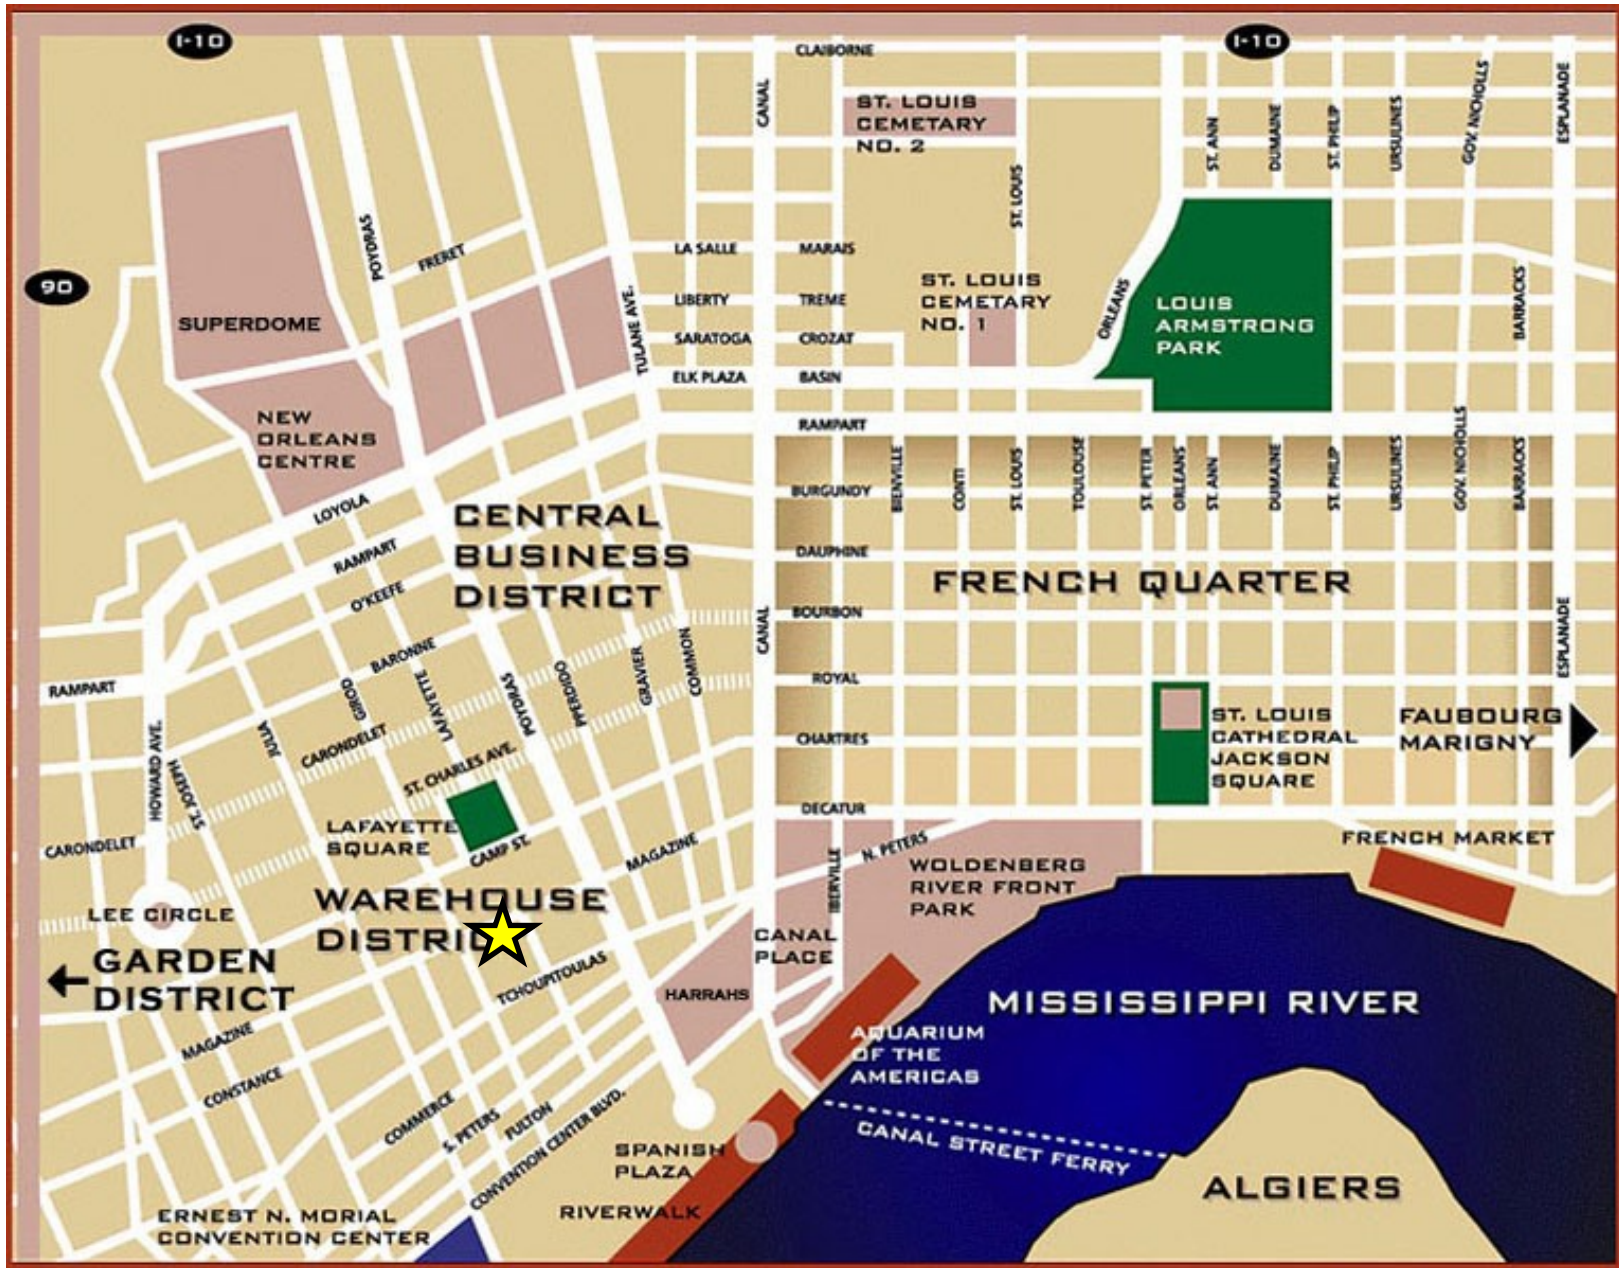 I-10
I-10
CLAIBORNE
CANAL
ST. LOUIS
CEMETARY
NO. 2
ST. ANN
DUMAINE
ST. PHILIP
URSULINES
GOV. NICHOLLS
ESPLANADE
ST. LOUIS
POYDRAS
FRERET
LA SALLE
MARAIS
90
ST. LOUIS
CEMETARY
NO. 1
ORLEANS
LOUIS
ARMSTRONG
PARK
BARRACKS
LIBERTY
TREME
TULANE AVE.
SUPERDOME
SARATOGA
CROZAT
ELK PLAZA
BASIN
NEW
ORLEANS
CENTRE
RAMPART
BIENVILLE
CONTI
ST. LOUIS
TOULOUSE
ST. PETER
ORLEANS
ST. ANN
DUMAINE
ST. PHILIP
URSULINES
GOV. NICHOLLS
BARRACKS
BURGUNDY
LOYOLA
CENTRAL
BUSINESS
DISTRICT
RAMPART
DAUPHINE
FRENCH QUARTER
O'KEEFE
CANAL
BOURBON
ESPLANADE
BARONNE
RAMPART
GIROD
LAFAYETTE
POYDRAS
PERDIDO
GRAVIER
COMMON
ROYAL
HOWARD AVE.
ST. JOSEPH
JULIA
CARONDELET
ST. CHARLES AVE.
CHARTRES
ST. LOUIS
CATHEDRAL
JACKSON
SQUARE
FAUBOURG
MARIGNY
DECATUR
LAFAYETTE
SQUARE
CAMP ST.
CARONDELET
MAGAZINE
IBERVILLE
N. PETERS
FRENCH MARKET
WOLDENBERG
RIVER FRONT
PARK
WAREHOUSE
DISTRIC
LEE CIRCLE
GARDEN
DISTRICT
CANAL
PLACE
TCHOUPITOULAS
HARRAHS
MISSISSIPPI RIVER
MAGAZINE
AQUARIUM
OF THE
AMERICAS
CONSTANCE
COMMERCE
S. PETERS
FULTON
CONVENTION CENTER BLVD.
CANAL STREET FERRY
SPANISH
PLAZA
ALGIERS
RIVERWALK
ERNEST N. MORIAL
CONVENTION CENTER